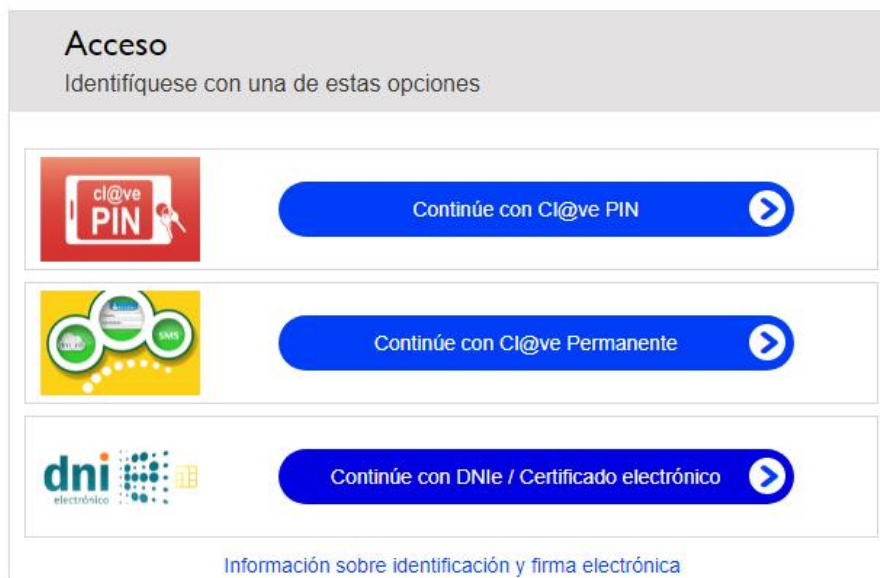 Acceso
Identifíquese con una de estas opciones
cl@ve
PIN
Continúe con Cl@ve PIN
SMS
Continúe con Cl@ve Permanente
dni
electrónico
Continúe con DNIe / Certificado electrónico
Información sobre identificación y firma electrónica